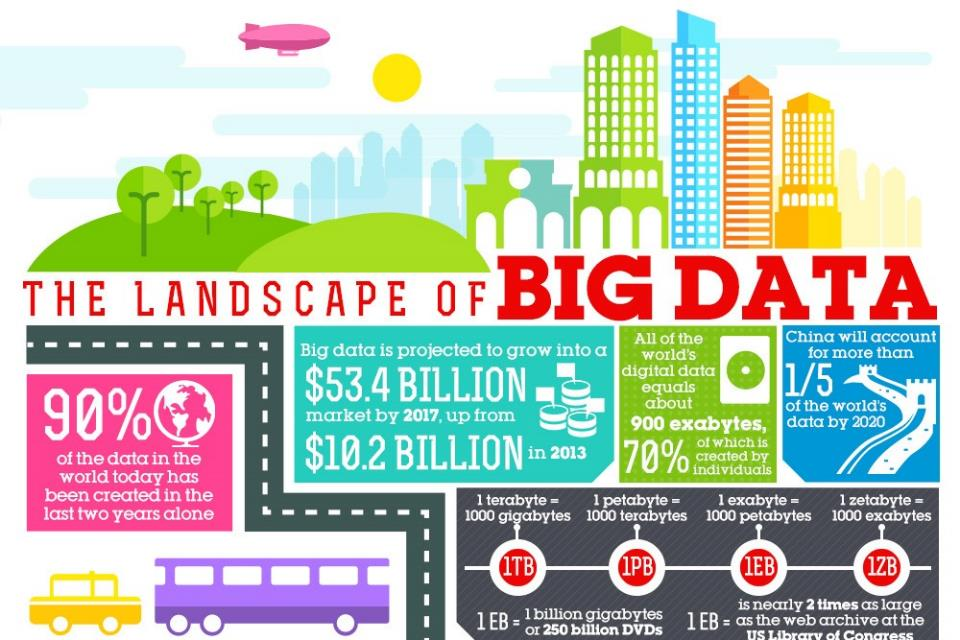 THE LANDSCAPE OF BIG DATA
90%
of the data in the
world today has
been created in the
last two years alone
Big data is projected to grow into a
$53.4 BILLION
market by 2017, up from
$10.2 BILLION in 2013
All of the
world's
digital data
equals
about
900 exabytes,
70% of which is
created by
individuals
China will account
for more than
1/5
of the world's
data by 2020
1 terabyte =
1000 gigabytes
1TB
1 petabyte =
1000 terabytes
1PB
1 exabyte =
1000 petabytes
1EB
1 zetabyte =
1000 exabytes
1ZB
1 EB = 1 billion gigabytes
or 250 billion DVDs
1 EB = is nearly 2 times as large
as the web archive at the
US Library of Congress